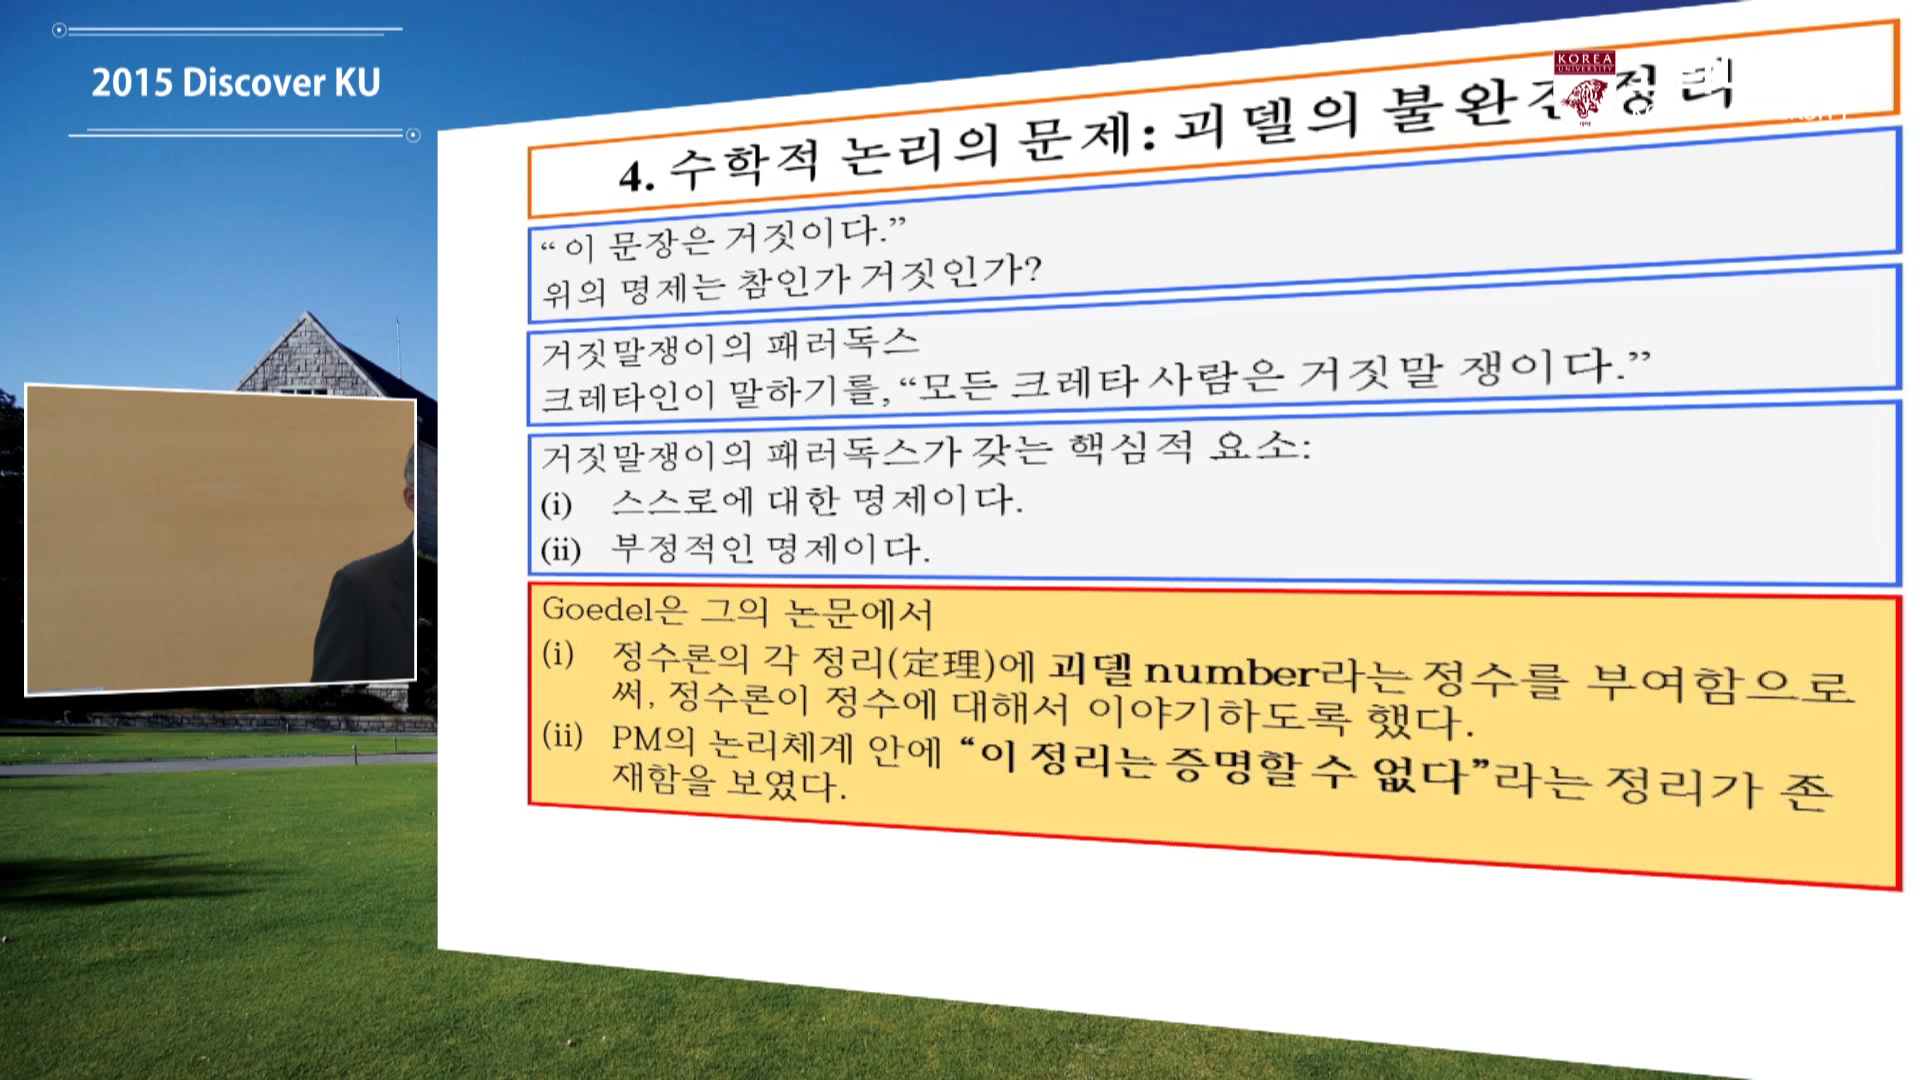 2015 Discover KU
KOREA
UNIVERSITY
4. 수학적 논리의 문제: 괴델의 불완전 정리
“이 문장은 거짓이다.”
위의 명제는 참인가 거짓인가?
거짓말쟁이의 패러독스
크레타인이 말하기를, “모든 크레타 사람은 거짓말 쟁이다.”
거짓말쟁이의 패러독스가 갖는 핵심적 요소:
(i) 스스로에 대한 명제이다.
(ii) 부정적인 명제이다.
Goedel은 그의 논문에서
(i) 정수론의 각 정리(定理)에 괴델 number라는 정수를 부여함으로
써, 정수론이 정수에 대해서 이야기하도록 했다.
(ii) PM의 논리체계 안에 “이 정리는 증명할 수 없다”라는 정리가 존
재함을 보였다.